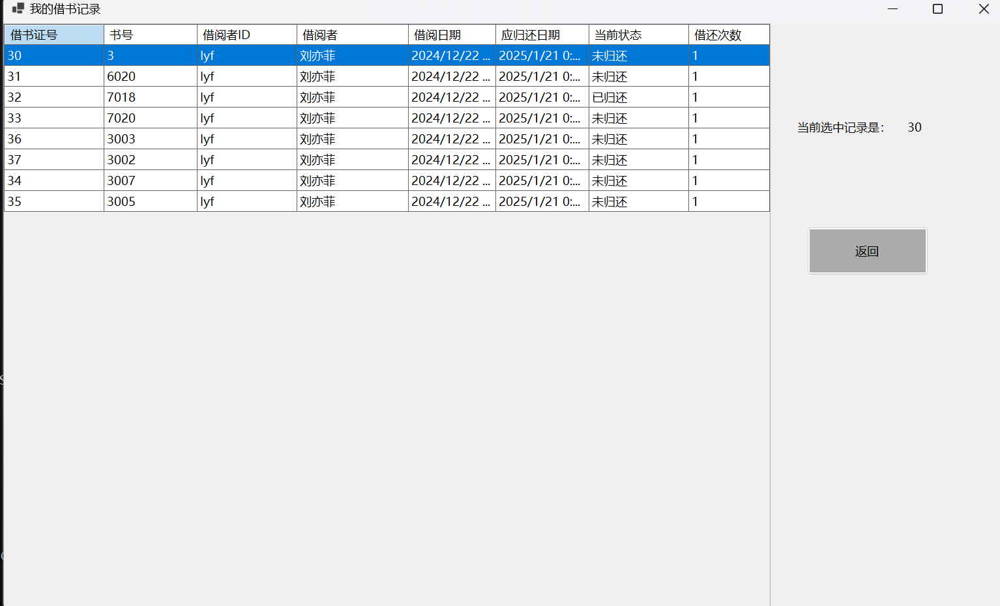 我的借书记录
借书证号 书号 借阅者ID 借阅者 借阅日期 应归还日期 当前状态 借还次数
30 3 lyf 刘亦菲 2024/12/22 ... 2025/1/21 0:... 未归还 1
31 6020 lyf 刘亦菲 2024/12/22 ... 2025/1/21 0:... 未归还 1
32 7018 lyf 刘亦菲 2024/12/22 ... 2025/1/21 0:... 已归还 1
33 7020 lyf 刘亦菲 2024/12/22 ... 2025/1/21 0:... 未归还 1
36 3003 lyf 刘亦菲 2024/12/22 ... 2025/1/21 0:... 未归还 1
37 3002 lyf 刘亦菲 2024/12/22 ... 2025/1/21 0:... 未归还 1
34 3007 lyf 刘亦菲 2024/12/22 ... 2025/1/21 0:... 未归还 1
35 3005 lyf 刘亦菲 2024/12/22 ... 2025/1/21 0:... 未归还 1
当前选中记录是： 30
返回